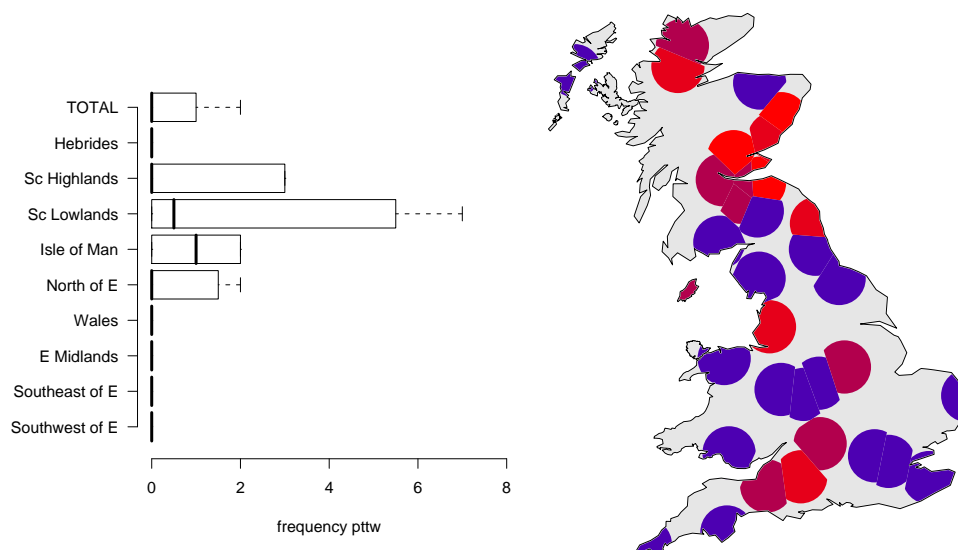 TOTAL
Hebrides
Sc Highlands
Sc Lowlands
Isle of Man
North of E
Wales
E Midlands
Southeast of E
Southwest of E
0 2 4 6 8
frequency pttw